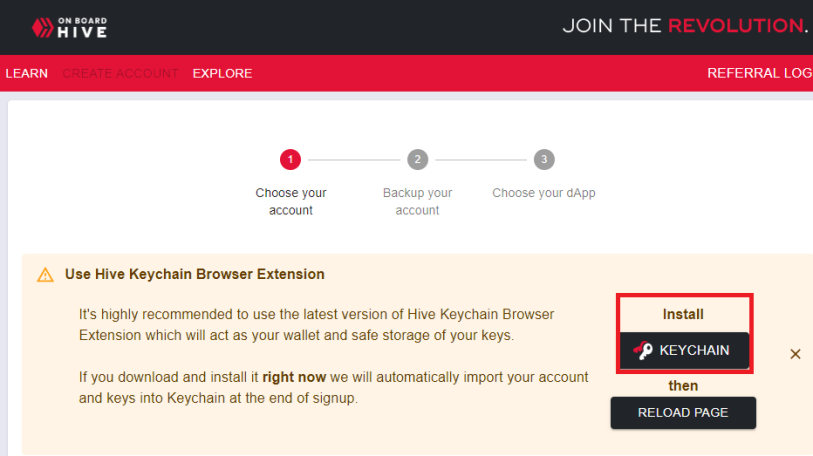 ON BOARD
HIVE
JOIN THE REVOLUTION.
LEARN CREATE ACCOUNT EXPLORE REFERRAL LOG
1 2 3
Choose your
account
Backup your
account
Choose your dApp
Use Hive Keychain Browser Extension
It's highly recommended to use the latest version of Hive Keychain Browser
Extension which will act as your wallet and safe storage of your keys.
If you download and install it right now we will automatically import your account
and keys into Keychain at the end of signup.
Install
KEYCHAIN
then
RELOAD PAGE